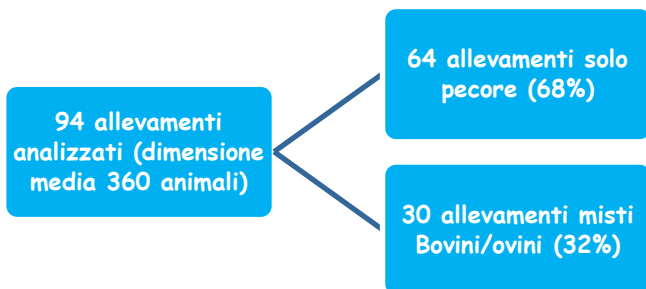 94 allevamenti
analizzati (dimensione
media 360 animali)
64 allevamenti solo
pecore (68%)
30 allevamenti misti
Bovini/ovini (32%)